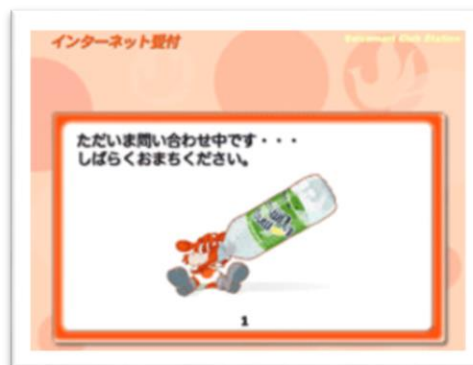 インターネット受付
ただいま問い合わせ中です・・・
しばらくおまちください。
1